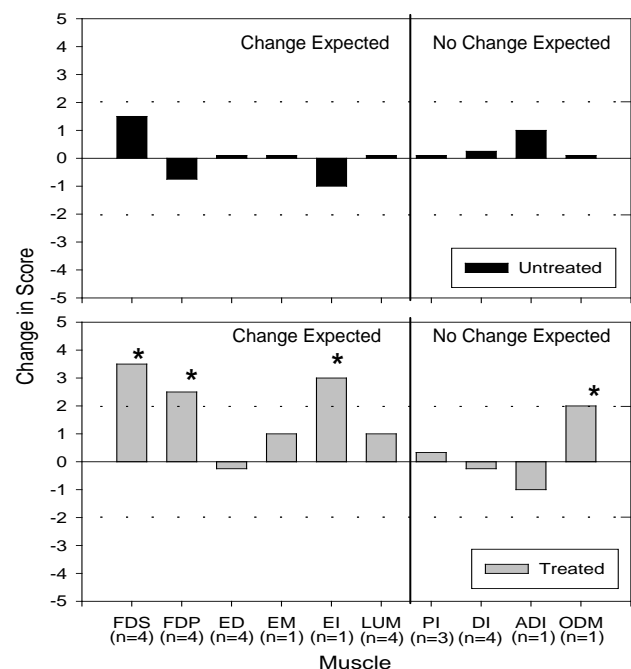 5
4
3
2
1
0
-1
-2
-3
-4
-5
Change Expected
No Change Expected
Untreated
Change in Score
5
4
3
2
1
0
-1
-2
-3
-4
-5
Change Expected
No Change Expected
* * * *
Treated
FDS FDP ED EM EI LUM PI DI ADI ODM
(n=4) (n=4) (n=4) (n=1) (n=1) (n=4) (n=3) (n=4) (n=1) (n=1)
Muscle